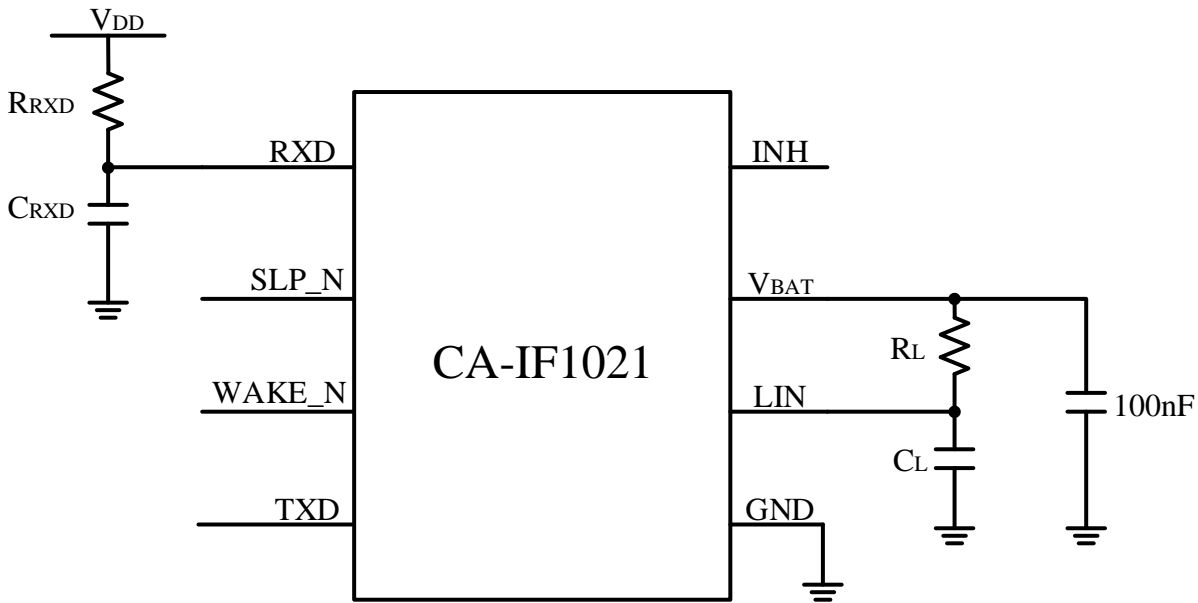 VDD
RRXD
RXD
INH
CRXD
SLP_N
VBAT
RL
CA-IF1021
WAKE_N
LIN
100nF
CL
TXD
GND